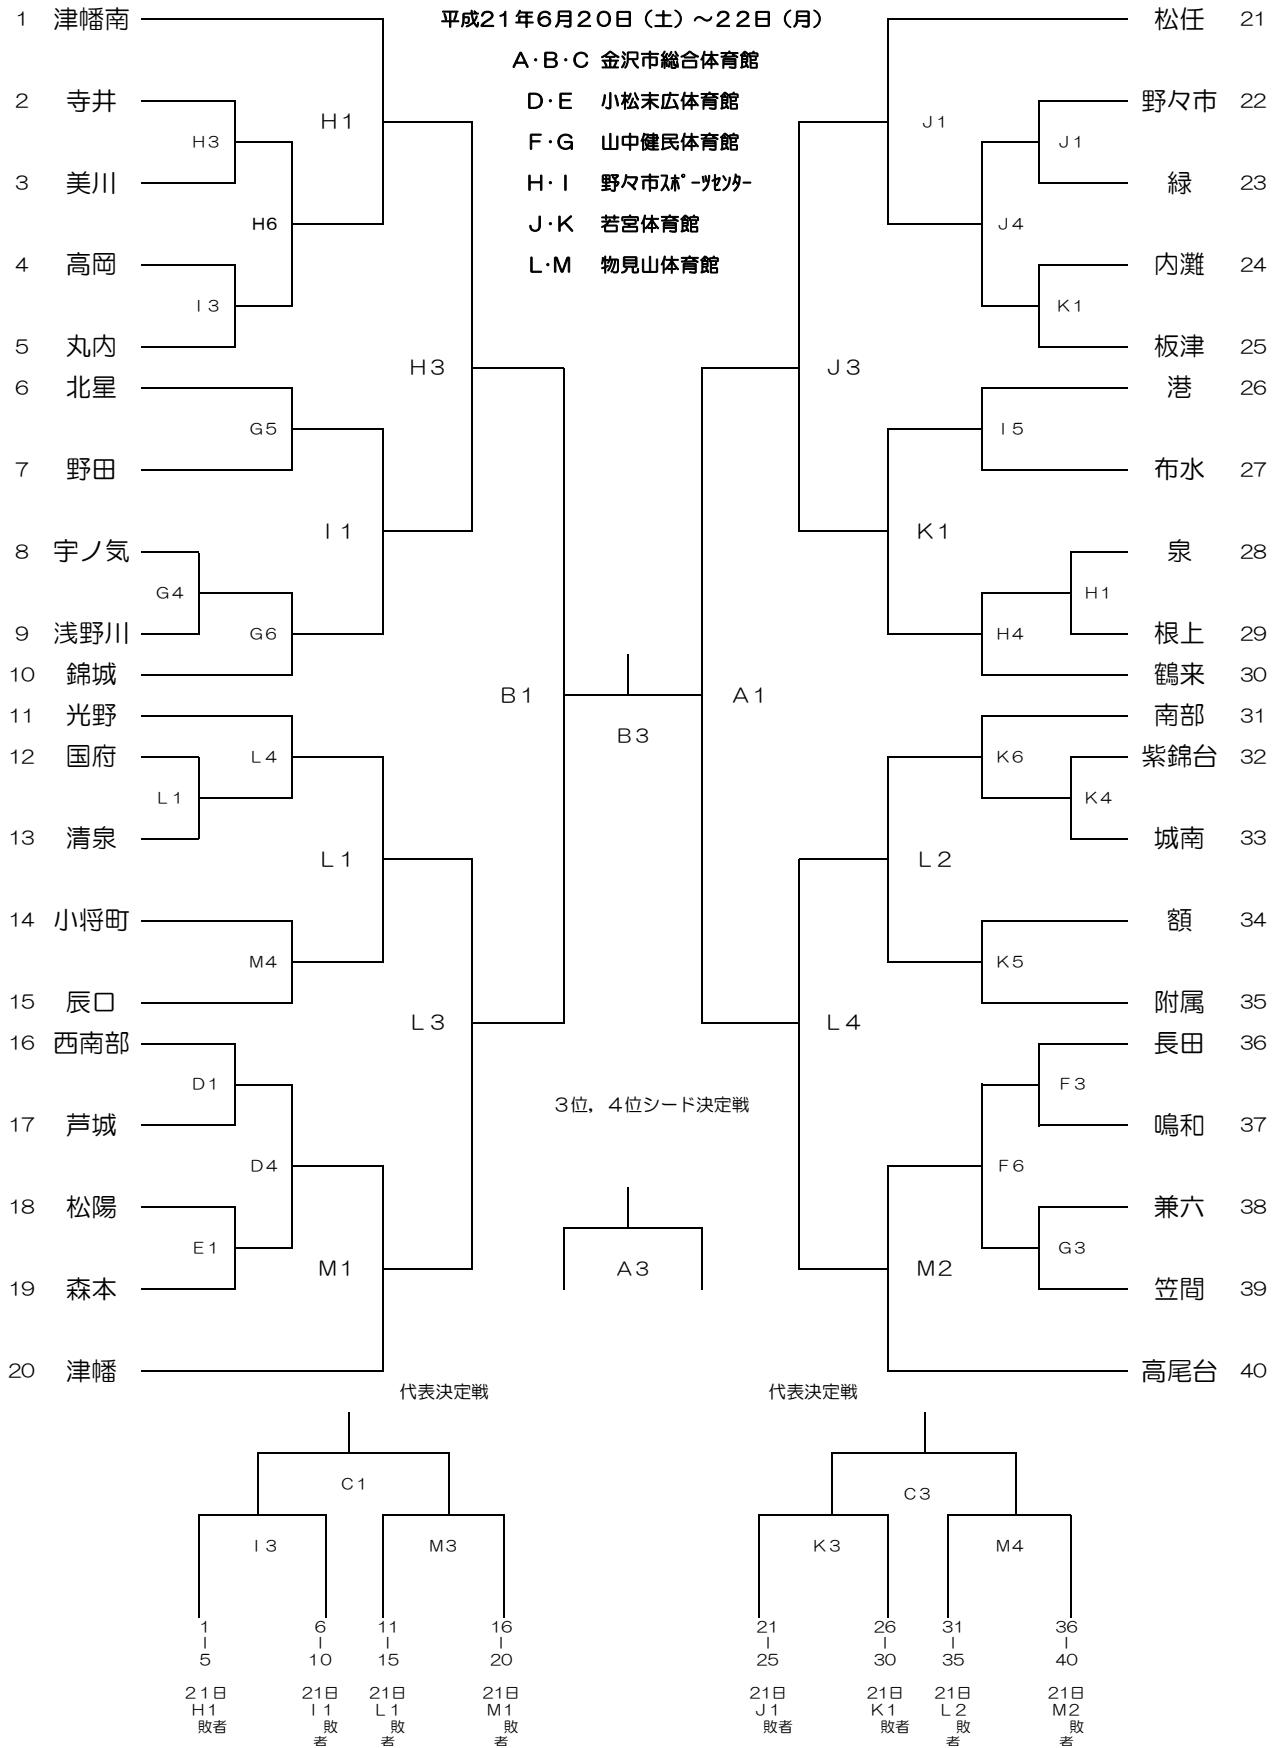 平成21年6月20日（土）～22日（月）
A・B・C 金沢市総合体育館
D・E 小松末広体育館
F・G 山中健民体育館
H・I 野々市ｽﾎﾟｰﾂｾﾝﾀｰ
J・K 若宮体育館
L・M 物見山体育館
1 津幡南
2 寺井
3 美川
4 高岡
5 丸内
6 北星
7 野田
8 宇ノ気
9 浅野川
10 錦城
11 光野
12 国府
13 清泉
14 小将町
15 辰口
16 西南部
17 芦城
18 松陽
19 森本
20 津幡
H3
I3
G5
G4
G6
H6
L4
L1
M4
D1
D4
E1
H1
I1
L1
M1
H3
L3
B1
B3
A1
J3
L4
J1
K1
L2
M2
J1
J4
K1
I5
H1
H4
K6
K4
K5
F3
F6
G3
松任 21
野々市 22
緑 23
内灘 24
板津 25
港 26
布水 27
泉 28
根上 29
鶴来 30
南部 31
紫錦台 32
城南 33
額 34
附属 35
長田 36
鳴和 37
兼六 38
笠間 39
高尾台 40
3位，4位シード決定戦
A3
代表決定戦
C1
I3
M3
1-5
6-10
11-15
16-20
21日
H1
敗者
21日
I1
敗
者
21日
L1
敗
者
21日
M1
敗
者
代表決定戦
C3
K3
M4
21-25
26-30
31-35
36-40
21日
J1
敗者
21日
K1
敗者
21日
L2
敗
者
21日
M2
敗
者